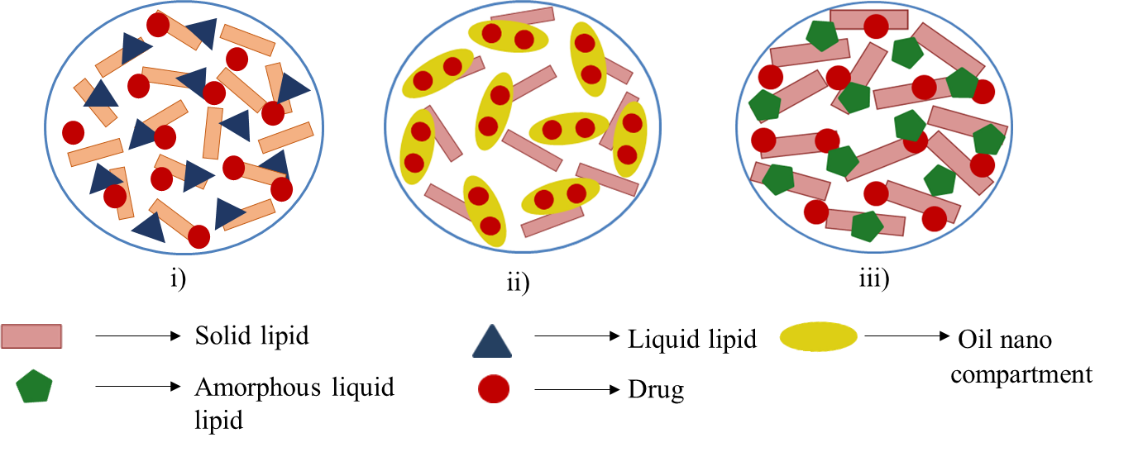 i)
ii)
iii)
Solid lipid
Liquid lipid
Oil nano
compartment
Amorphous liquid
lipid
Drug